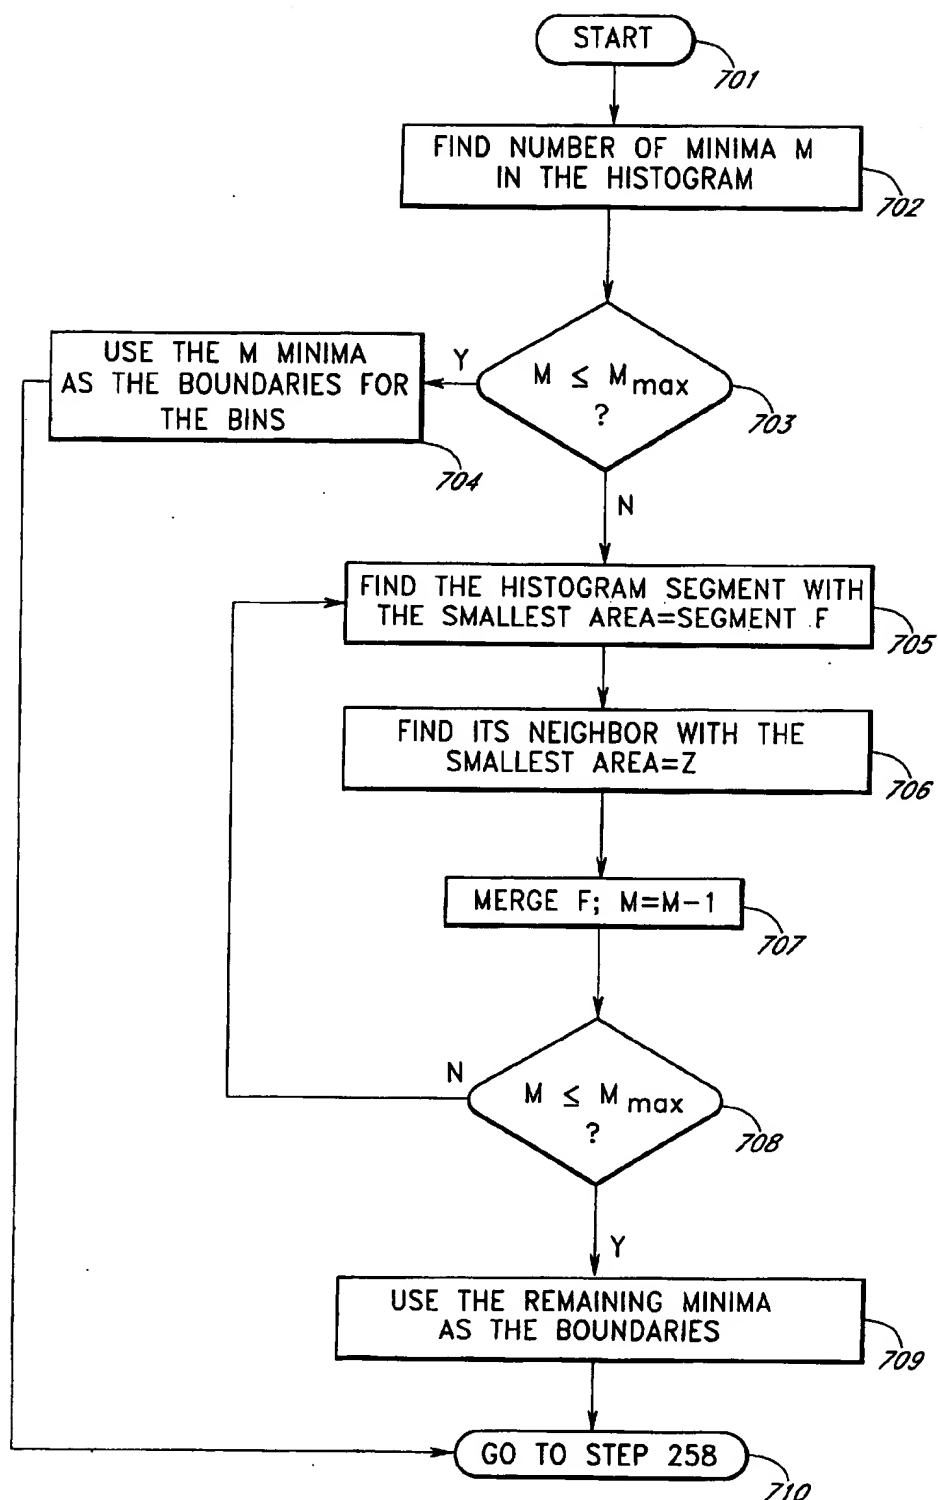 START
701
FIND NUMBER OF MINIMA M
IN THE HISTOGRAM
702
M ≤ Mmax
?
703
Y
USE THE M MINIMA
AS THE BOUNDARIES FOR
THE BINS
704
N
FIND THE HISTOGRAM SEGMENT WITH
THE SMALLEST AREA=SEGMENT F
705
FIND ITS NEIGHBOR WITH THE
SMALLEST AREA=Z
706
MERGE F; M=M-1
707
N
M ≤ Mmax
?
708
Y
USE THE REMAINING MINIMA
AS THE BOUNDARIES
709
GO TO STEP 258
710